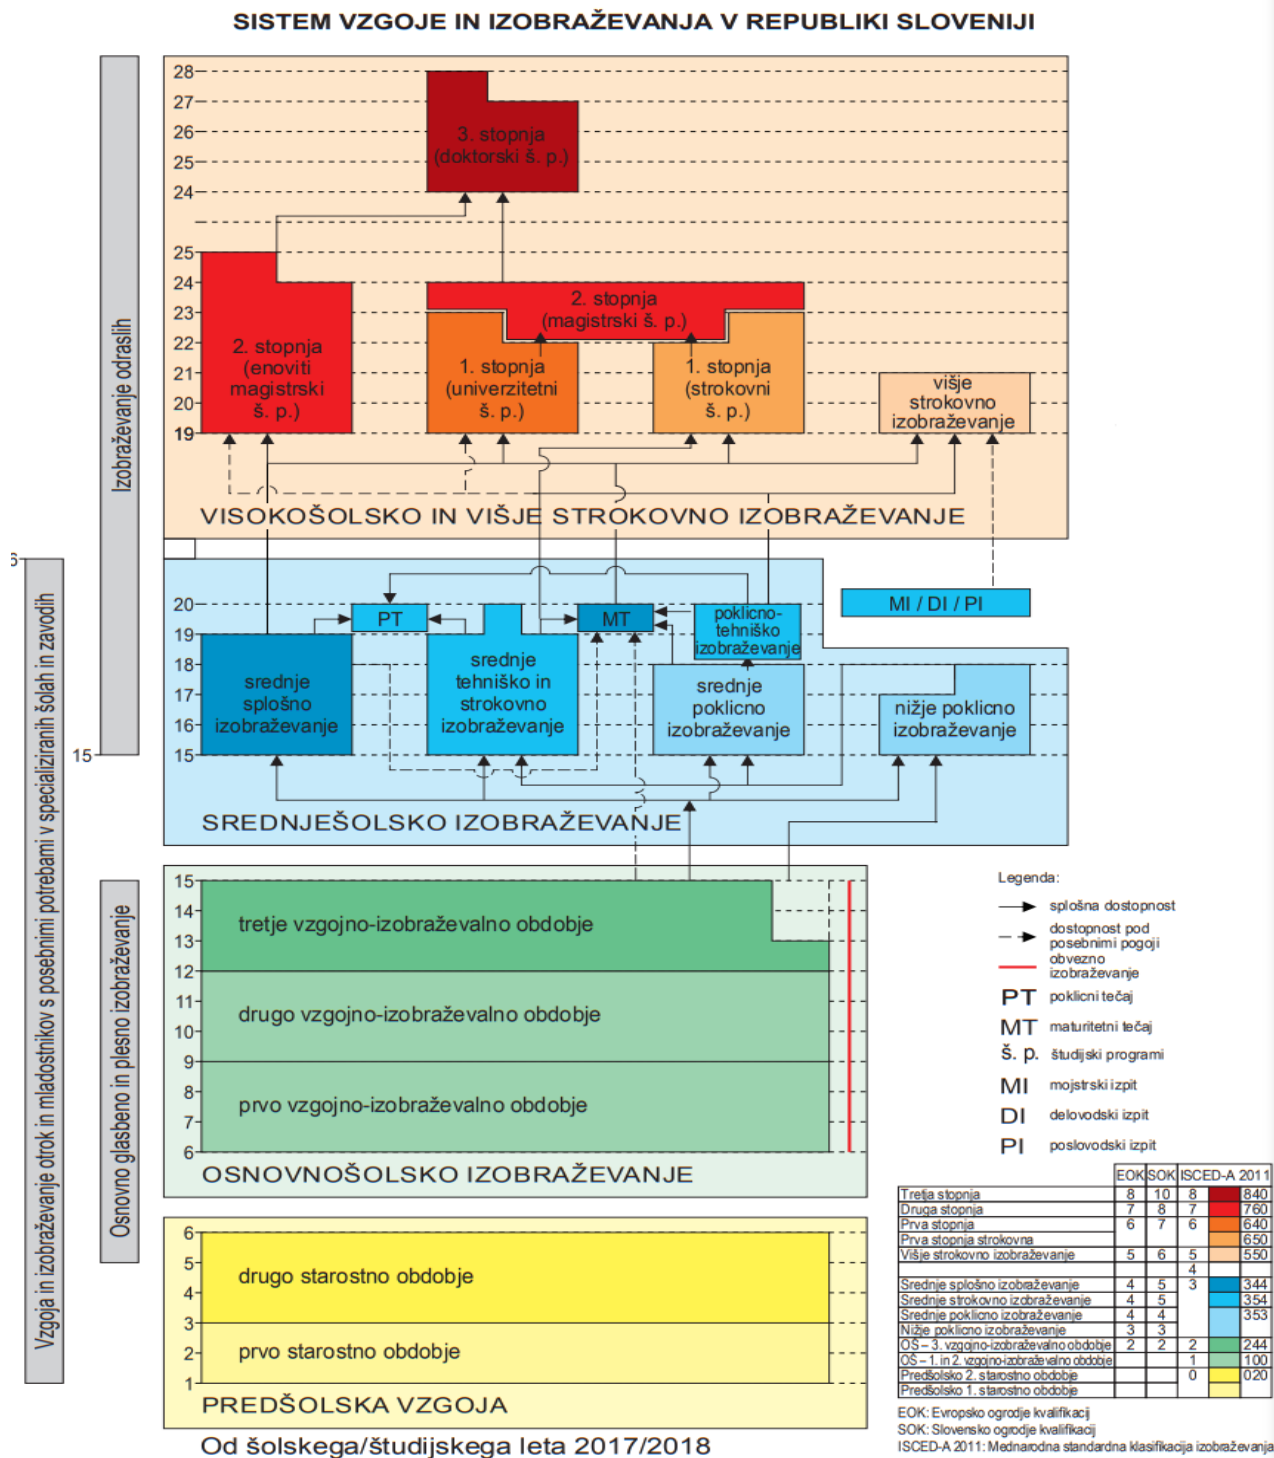 SISTEM VZGOJE IN IZOBRAŽEVANJA V REPUBLIKI SLOVENIJI
Izobraževanje odraslih
28
27
26
25
24
25
24
23
22
21
20
19
3. stopnja
(doktorski š. p.)
2. stopnja
(enoviti
magistrski
š. p.)
2. stopnja
(magistrski š. p.)
1. stopnja
(univerzitetni
š. p.)
1. stopnja
(strokovni
š. p.)
višje
strokovno
izobraževanje
VISOKOŠOLSKO IN VIŠJE STROKOVNO IZOBRAŽEVANJE
6
15
Vzgoja in izobraževanje otrok in mladostnikov s posebnimi potrebami v specializiranih šolah in zavodih
20
19
18
17
16
15
PT
MT
MI / DI / PI
poklicno-
tehniško
izobraževanje
srednje
splošno
izobraževanje
srednje
tehniško in
strokovno
izobraževanje
srednje
poklicno
izobraževanje
nižje poklicno
izobraževanje
SREDNJEŠOLSKO IZOBRAŽEVANJE
Osnovno glasbeno in plesno izobraževanje
15
14
13
12
11
10
9
8
7
6
tretje vzgojno-izobraževalno obdobje
drugo vzgojno-izobraževalno obdobje
prvo vzgojno-izobraževalno obdobje
OSNOVNOŠOLSKO IZOBRAŽEVANJE
6
5
4
3
2
1
drugo starostno obdobje
prvo starostno obdobje
PREDŠOLSKA VZGOJA
Od šolskega/študijskega leta 2017/2018
Legenda:
splošna dostopnost
dostopnost pod
posebnimi pogoji
obvezno
izobraževanje
PT poklicni tečaj
MT maturitetni tečaj
š. p. študijski programi
MI mojstrski izpit
DI delovodski izpit
PI poslovodski izpit
EOK SOK ISCED-A 2011
Tretja stopnja 8 10 8 840
Druga stopnja 7 8 7 760
Prva stopnja 6 7 6 640
Prva stopnja strokovna 650
Višje strokovno izobraževanje 5 6 5 550
4
Srednje splošno izobraževanje 4 5 3 344
Srednje strokovno izobraževanje 4 5 354
Srednje poklicno izobraževanje 4 4 353
Nižje poklicno izobraževanje 3 3
OŠ – 3. vzgojno-izobraževalno obdobje 2 2 2 244
OŠ – 1. in 2. vzgojno-izobraževalno obdobje 1 100
Predšolsko 2. starostno obdobje 0 020
Predšolsko 1. starostno obdobje
EOK: Evropsko ogrodje kvalifikacij
SOK: Slovensko ogrodje kvalifikacij
ISCED-A 2011: Mednarodna standardna klasifikacija izobraževanja